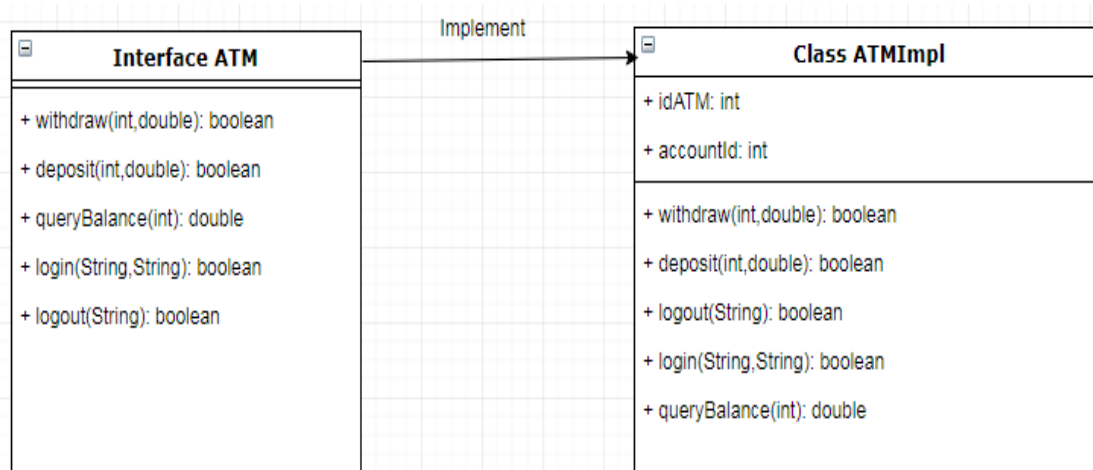 Implement
Interface ATM
+ withdraw(int,double): boolean
+ deposit(int,double): boolean
+ queryBalance(int): double
+ login(String,String): boolean
+ logout(String): boolean
Class ATMImpl
+ idATM: int
+ accountId: int
+ withdraw(int,double): boolean
+ deposit(int,double): boolean
+ logout(String): boolean
+ login(String,String): boolean
+ queryBalance(int): double